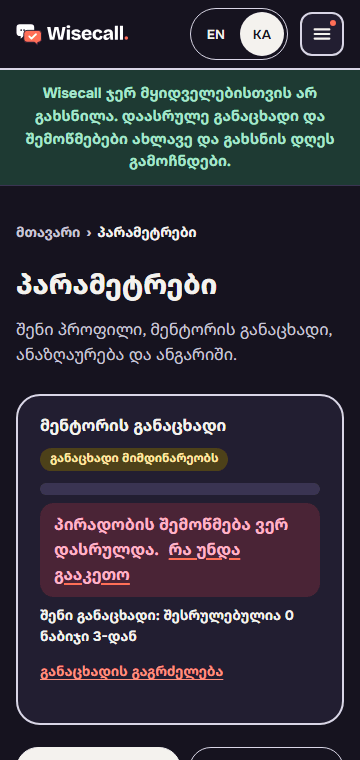 Wisecall.
EN
KA
Wisecall ჯერ მყიდველებისთვის არ
გახსნილა. დაასრულე განაცხადი და
შემოწმებები ახლავე და გახსნის დღეს
გამოჩნდები.
მთავარი › პარამეტრები
პარამეტრები
შენი პროფილი, მენტორის განაცხადი,
ანაზღაურება და ანგარიში.
მენტორის განაცხადი
განაცხადი მიმდინარეობს
პირადობის შემოწმება ვერ
დასრულდა. რა უნდა
გააკეთო
შენი განაცხადი: შესრულებულია 0
ნაბიჯი 3-დან
განაცხადის გაგრძელება